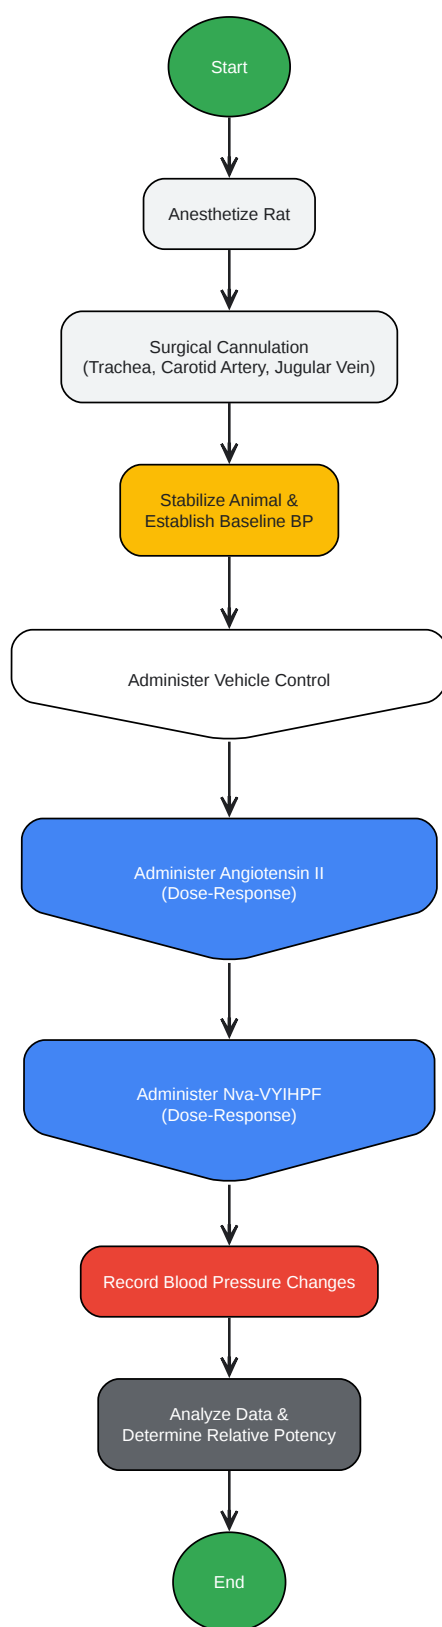 Start
Anesthetize Rat
Surgical Cannulation
(Trachea, Carotid Artery, Jugular Vein)
Stabilize Animal &
Establish Baseline BP
Administer Vehicle Control
Administer Angiotensin II
(Dose-Response)
Administer Nva-VYIHPF
(Dose-Response)
Record Blood Pressure Changes
Analyze Data &
Determine Relative Potency
End